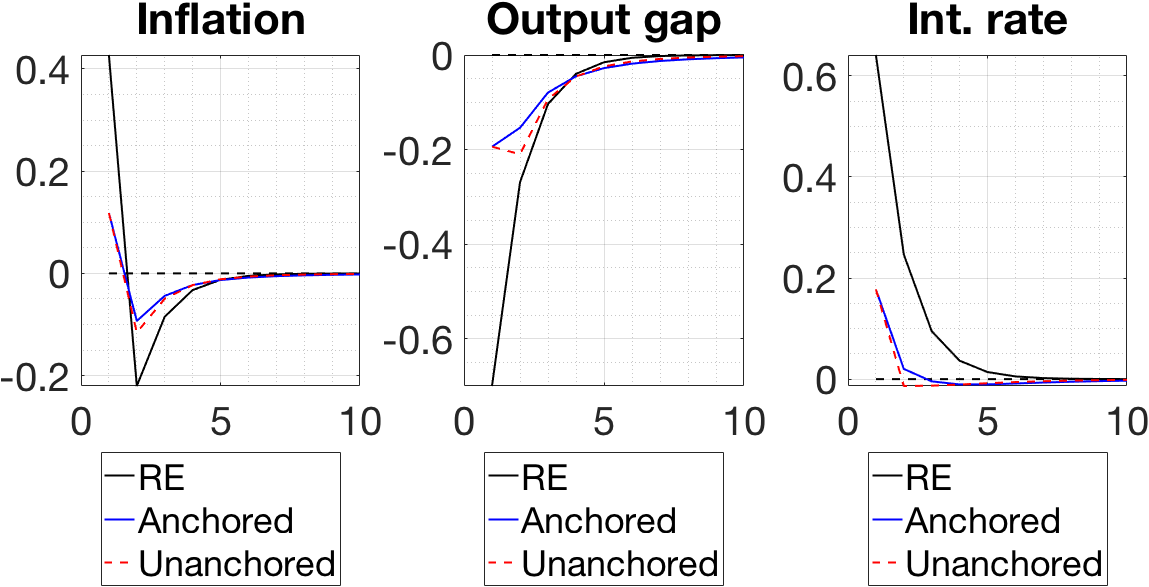 Inflation
0.4
0.2
0
-0.2
0 5 10
RE
Anchored
Unanchored
Output gap
0
-0.2
-0.4
-0.6
0 5 10
RE
Anchored
Unanchored
Int. rate
0.6
0.4
0.2
0
0 5 10
RE
Anchored
Unanchored